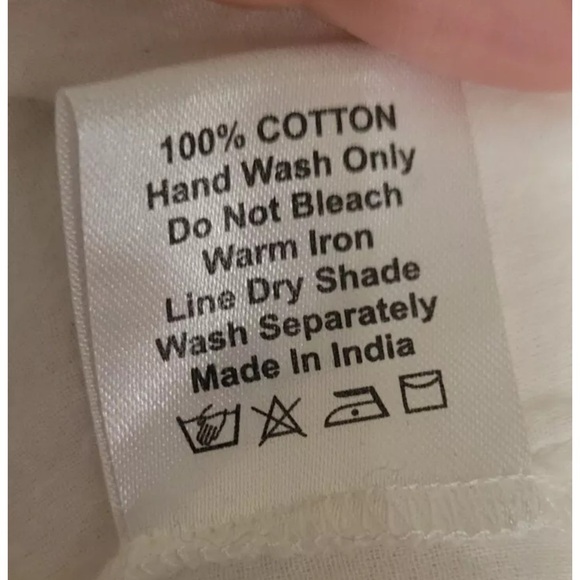 100% COTTON
Hand Wash Only
Do Not Bleach
Warm Iron
Line Dry Shade
Wash Separately
Made In India